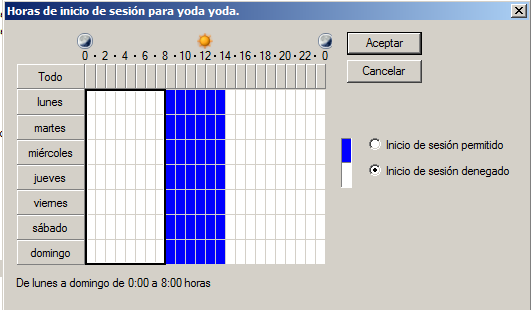 Horas de inicio de sesión para yoda yoda.
0 · 2 · 4 · 6 · 8 · 10 · 12 · 14 · 16 · 18 · 20 · 22 · 0
Aceptar
Cancelar
Todo
lunes
martes
miércoles
jueves
viernes
sábado
domingo
Inicio de sesión permitido
Inicio de sesión denegado
De lunes a domingo de 0:00 a 8:00 horas